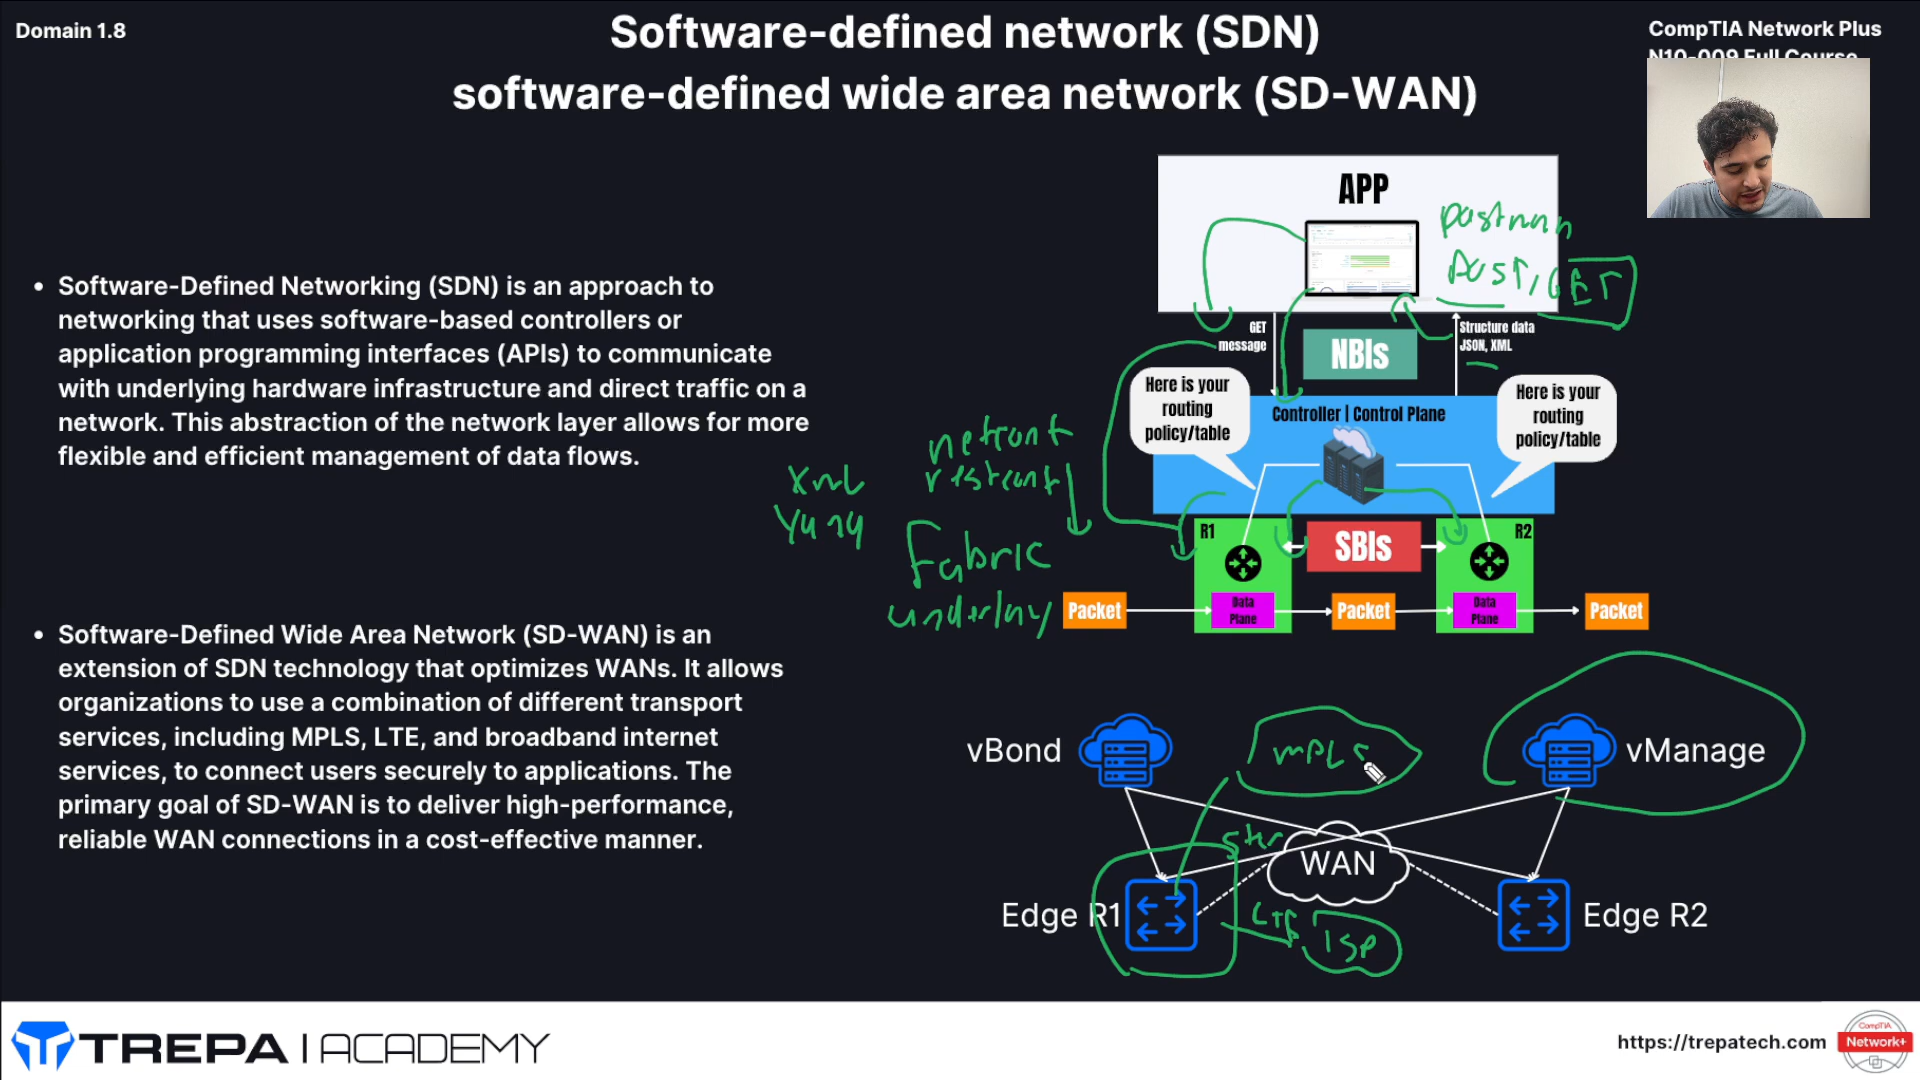 Domain 1.8
Software-defined network (SDN)
software-defined wide area network (SD-WAN)
CompTIA Network Plus
N10-009 Full Course
• Software-Defined Networking (SDN) is an approach to
networking that uses software-based controllers or
application programming interfaces (APIs) to communicate
with underlying hardware infrastructure and direct traffic on a
network. This abstraction of the network layer allows for more
flexible and efficient management of data flows.
• Software-Defined Wide Area Network (SD-WAN) is an
extension of SDN technology that optimizes WANs. It allows
organizations to use a combination of different transport
services, including MPLS, LTE, and broadband internet
services, to connect users securely to applications. The
primary goal of SD-WAN is to deliver high-performance,
reliable WAN connections in a cost-effective manner.
APP
postman
POST, GET
GET
message
NBIs
Structure data
JSON, XML
Here is your
routing
policy/table
Controller | Control Plane
Here is your
routing
policy/table
netconf
restconf
XML
Yang
Fabric
underlay
R1
SBIs
R2
Packet
Data
Plane
Packet
Data
Plane
Packet
vBond
MPLS
vManage
WAN
Edge R1
LTE
ISP
Edge R2
TREPA | ACADEMY
https://trepatech.com
CompTIA
Network+